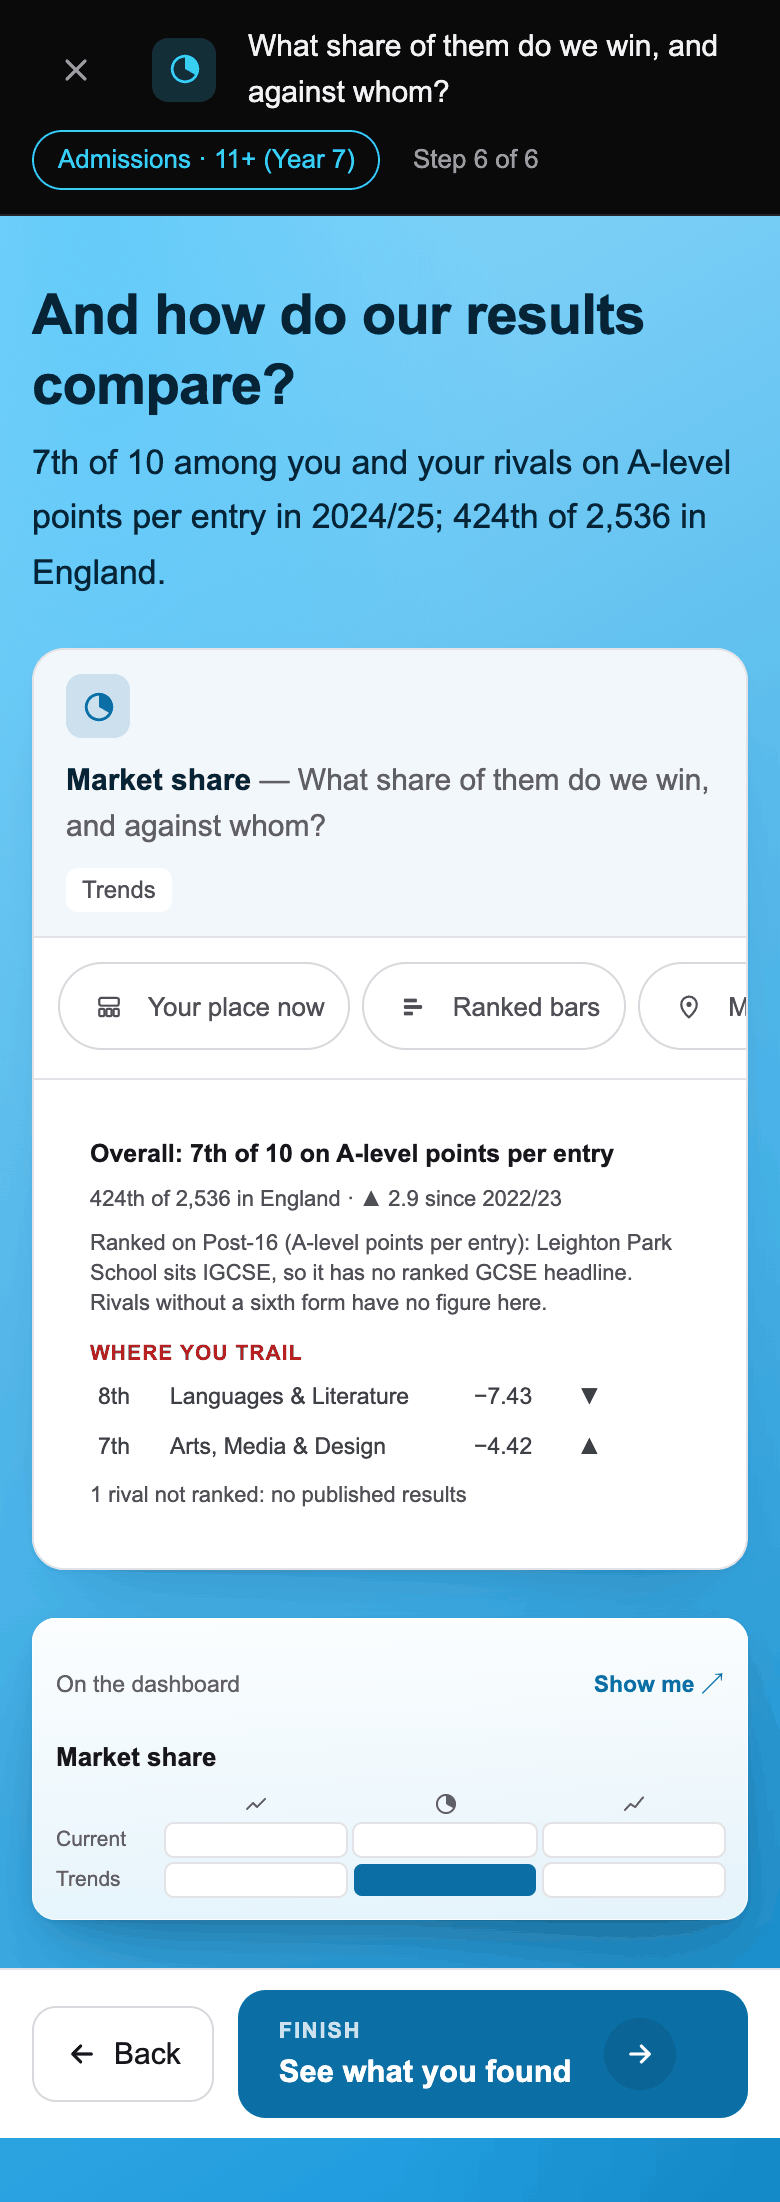 What share of them do we win, and
against whom?
Admissions · 11+ (Year 7)
Step 6 of 6
And how do our results
compare?
7th of 10 among you and your rivals on A-level
points per entry in 2024/25; 424th of 2,536 in
England.
Market share — What share of them do we win,
and against whom?
Trends
Your place now
Ranked bars
M
Overall: 7th of 10 on A-level points per entry
424th of 2,536 in England · ▲ 2.9 since 2022/23
Ranked on Post-16 (A-level points per entry): Leighton Park
School sits IGCSE, so it has no ranked GCSE headline.
Rivals without a sixth form have no figure here.
WHERE YOU TRAIL
8th Languages & Literature −7.43 ▼
7th Arts, Media & Design −4.42 ▲
1 rival not ranked: no published results
On the dashboard
Show me ↗
Market share
Current
Trends
← Back
FINISH
See what you found →